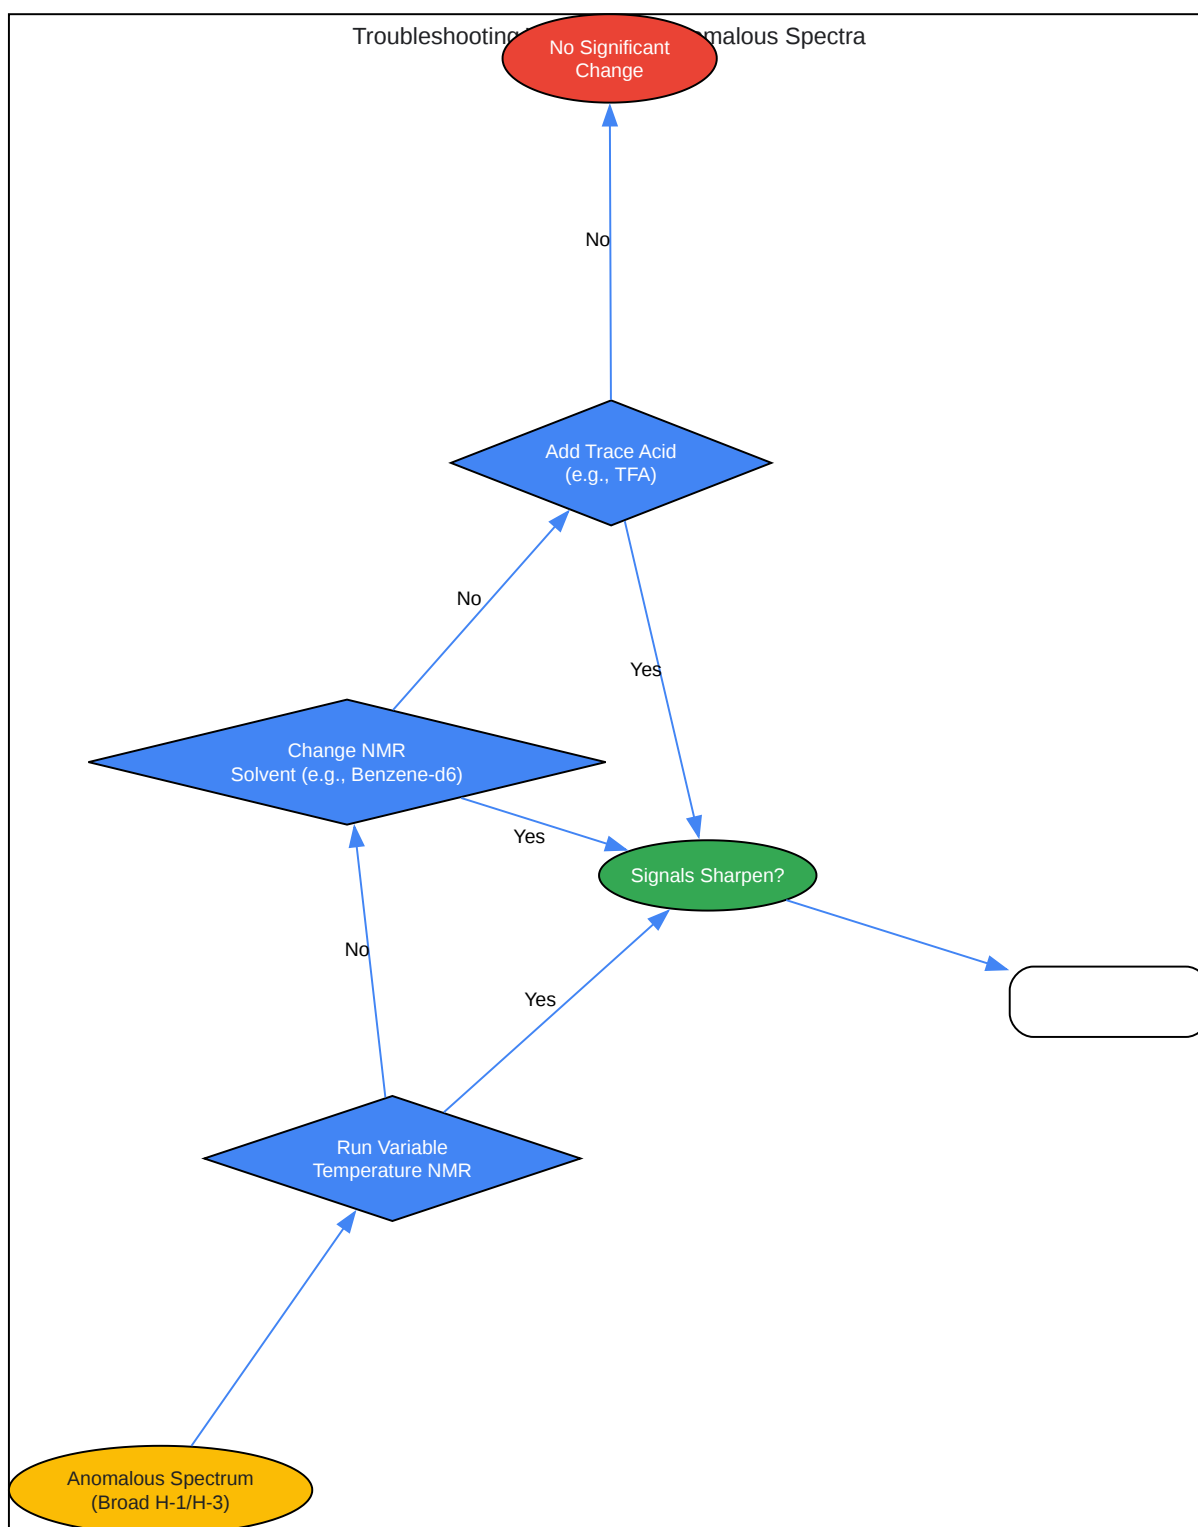 Troubleshooting
malous Spectra
No Significant
Change
No
Add Trace Acid
(e.g., TFA)
No
Yes
Change NMR
Solvent (e.g., Benzene-d6)
Yes
Signals Sharpen?
No
Yes
Run Variable
Temperature NMR
Anomalous Spectrum
(Broad H-1/H-3)